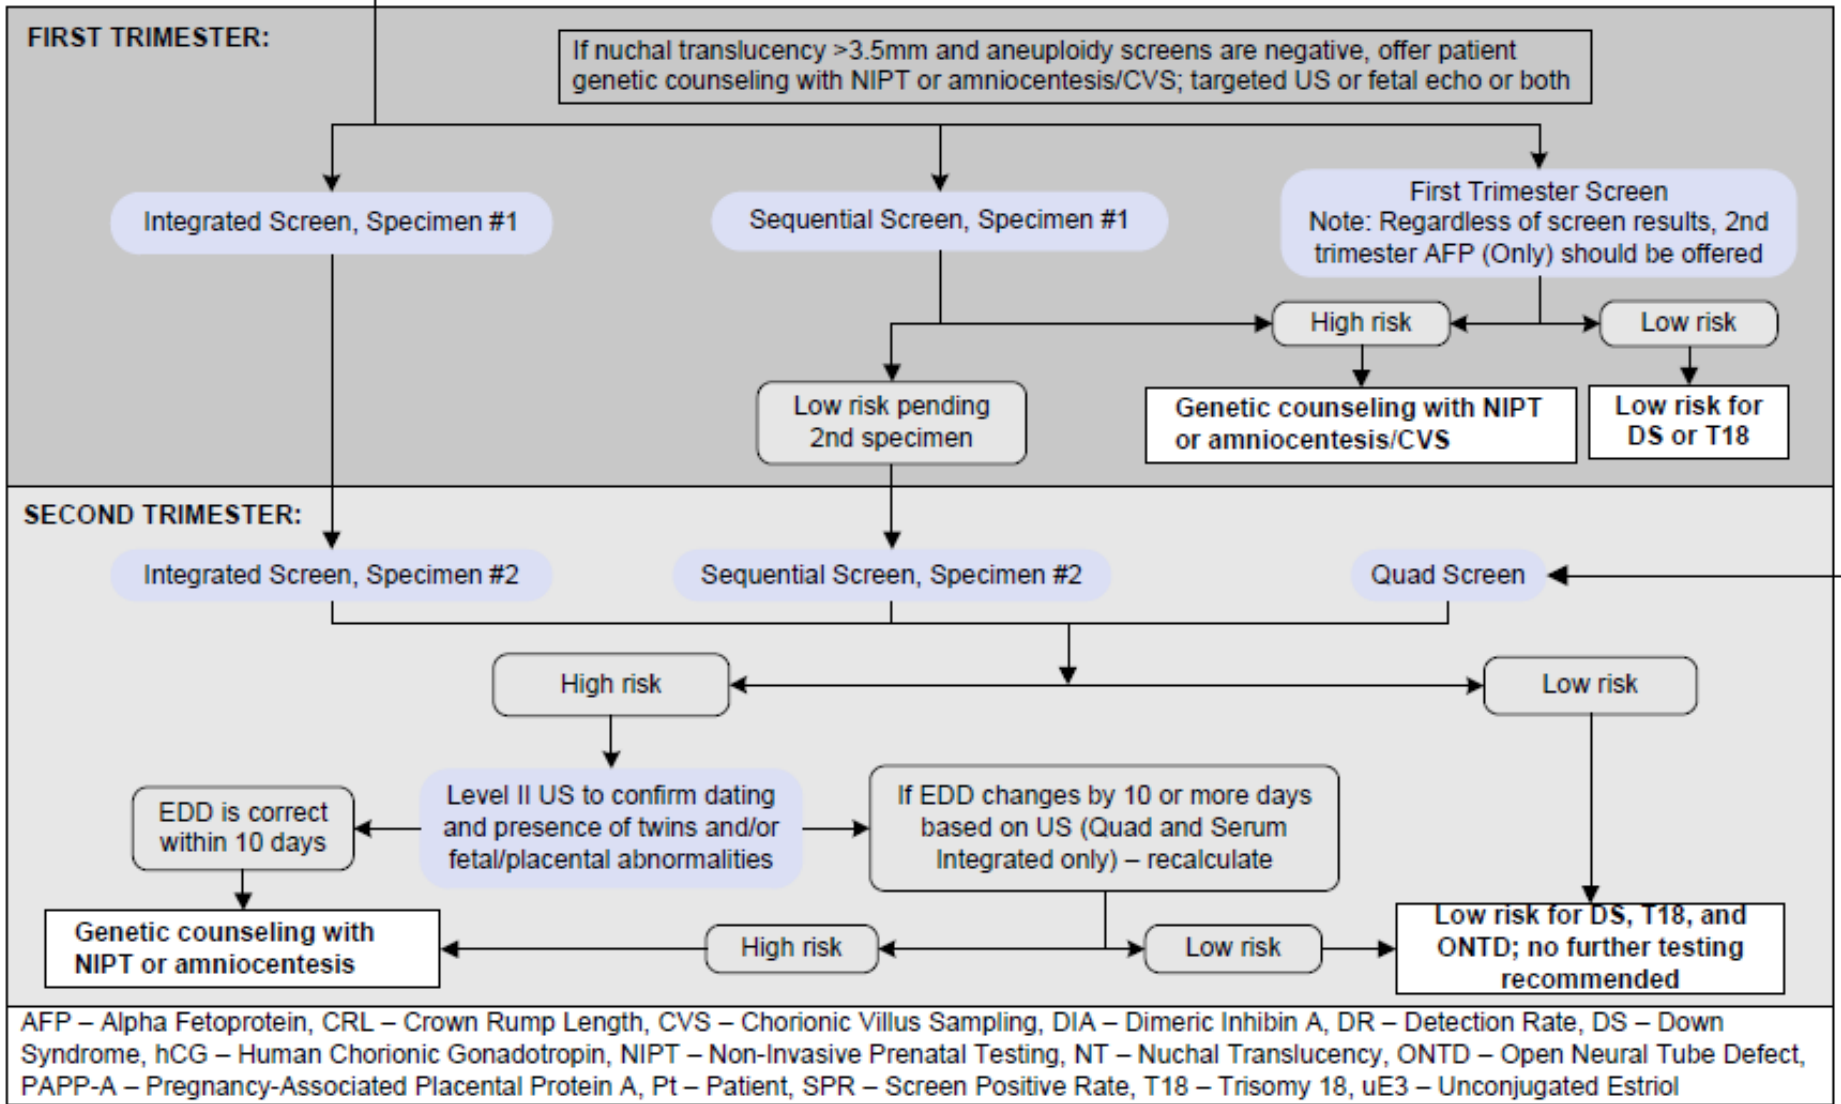 FIRST TRIMESTER:
If nuchal translucency >3.5mm and aneuploidy screens are negative, offer patient
genetic counseling with NIPT or amniocentesis/CVS; targeted US or fetal echo or both
Integrated Screen, Specimen #1
Sequential Screen, Specimen #1
First Trimester Screen
Note: Regardless of screen results, 2nd
trimester AFP (Only) should be offered
High risk
Low risk
Low risk pending
2nd specimen
Genetic counseling with NIPT
or amniocentesis/CVS
Low risk for
DS or T18
SECOND TRIMESTER:
Integrated Screen, Specimen #2
Sequential Screen, Specimen #2
Quad Screen
High risk
Low risk
EDD is correct
within 10 days
Level II US to confirm dating
and presence of twins and/or
fetal/placental abnormalities
If EDD changes by 10 or more days
based on US (Quad and Serum
Integrated only) – recalculate
Genetic counseling with
NIPT or amniocentesis
High risk
Low risk
Low risk for DS, T18, and
ONTD; no further testing
recommended
AFP – Alpha Fetoprotein, CRL – Crown Rump Length, CVS – Chorionic Villus Sampling, DIA – Dimeric Inhibin A, DR – Detection Rate, DS – Down
Syndrome, hCG – Human Chorionic Gonadotropin, NIPT – Non-Invasive Prenatal Testing, NT – Nuchal Translucency, ONTD – Open Neural Tube Defect,
PAPP-A – Pregnancy-Associated Placental Protein A, Pt – Patient, SPR – Screen Positive Rate, T18 – Trisomy 18, uE3 – Unconjugated Estriol